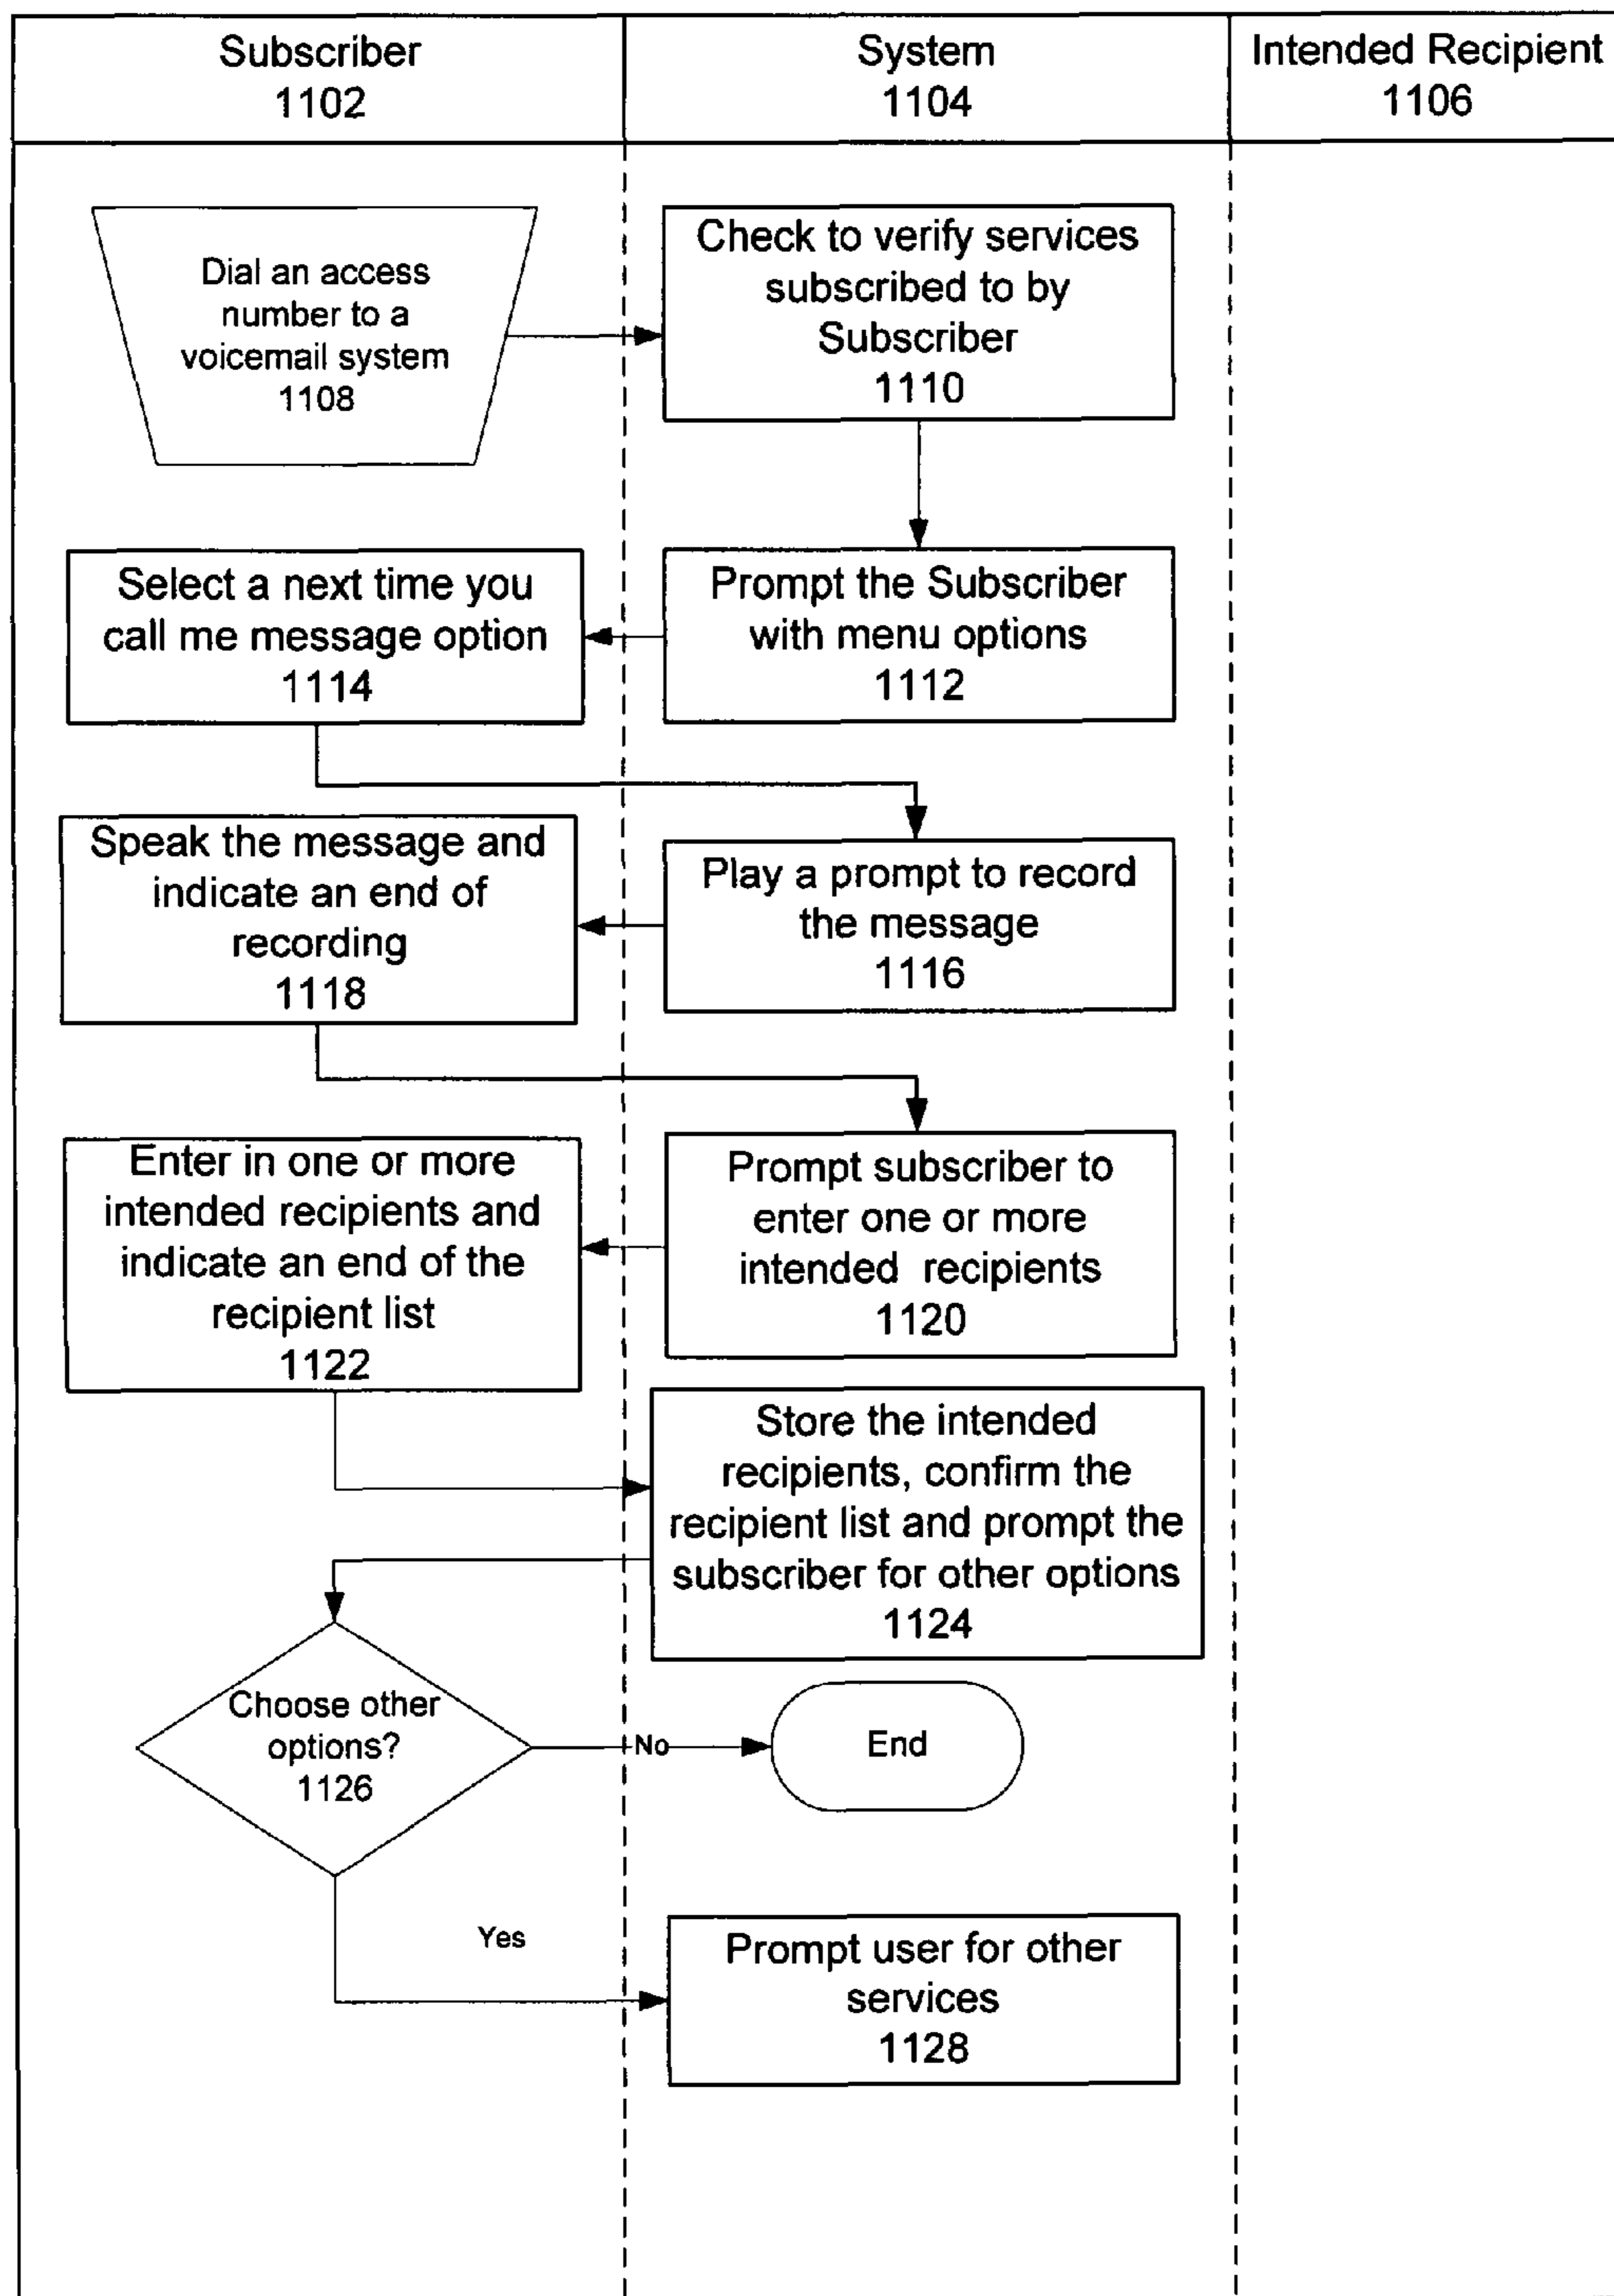 Subscriber
1102
System
1104
Intended Recipient
1106
Dial an access
number to a
voicemail system
1108
Check to verify services
subscribed to by
Subscriber
1110
Prompt the Subscriber
with menu options
1112
Select a next time you
call me message option
1114
Play a prompt to record
the message
1116
Speak the message and
indicate an end of
recording
1118
Prompt subscriber to
enter one or more
intended recipients
1120
Enter in one or more
intended recipients and
indicate an end of the
recipient list
1122
Store the intended
recipients, confirm the
recipient list and prompt the
subscriber for other options
1124
Choose other
options?
1126
No
End
Yes
Prompt user for other
services
1128